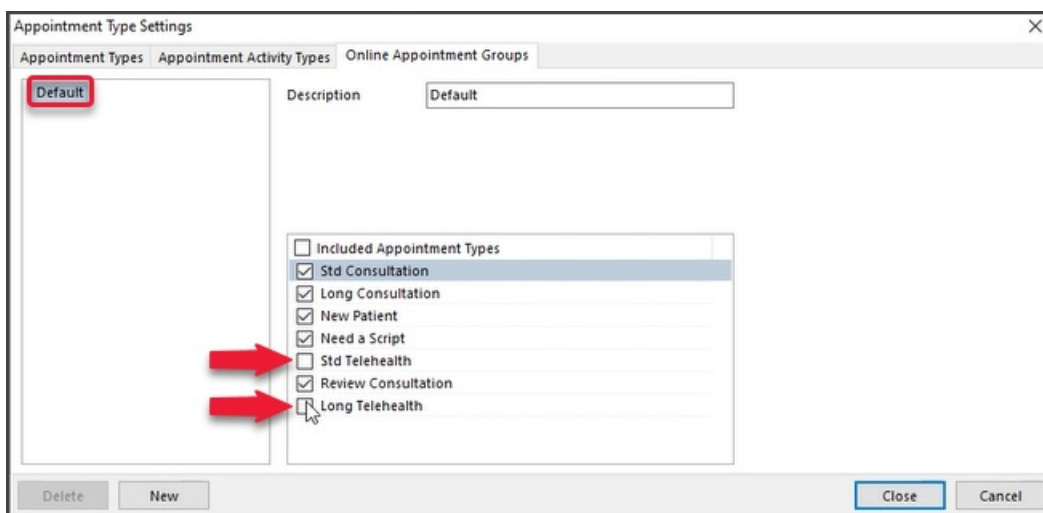 Appointment Type Settings
Appointment Types Appointment Activity Types Online Appointment Groups
Default
Description Default
Included Appointment Types
Std Consultation
Long Consultation
New Patient
Need a Script
Std Telehealth
Review Consultation
Long Telehealth
Delete New Close Cancel